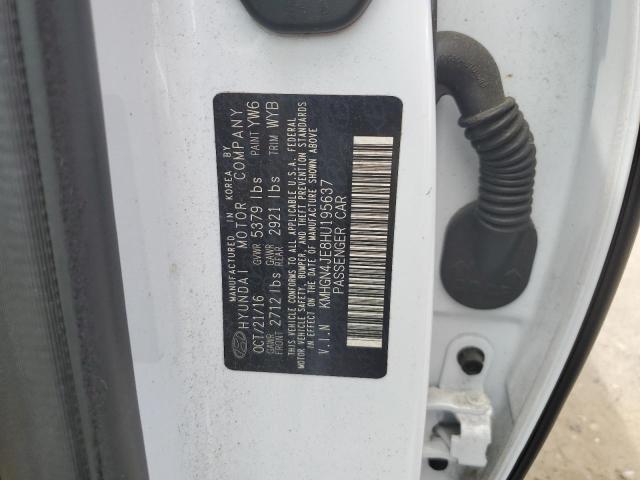 MANUFACTURED IN KOREA BY
HYUNDAI MOTOR COMPANY
OCT/21/16 GVWR 5379 lbs PAINT YW6
GAWR FRONT 2712 lbs GAWR REAR 2921 lbs TRIM WYB
THIS VEHICLE CONFORMS TO ALL APPLICABLE U.S.A. FEDERAL
MOTOR VEHICLE SAFETY, BUMPER, AND THEFT PREVENTION STANDARDS
IN EFFECT ON THE DATE OF MANUFACTURE SHOWN ABOVE
V.I.N KMHGN4JE8HU195637
PASSENGER CAR